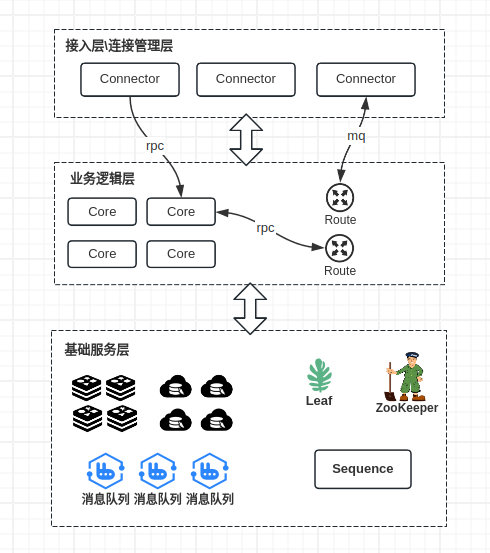 接入层\连接管理层
Connector
Connector
Connector
rpc
mq
业务逻辑层
Core
Core
Route
rpc
Core
Core
Route
基础服务层
Leaf
ZooKeeper
Sequence
消息队列
消息队列
消息队列